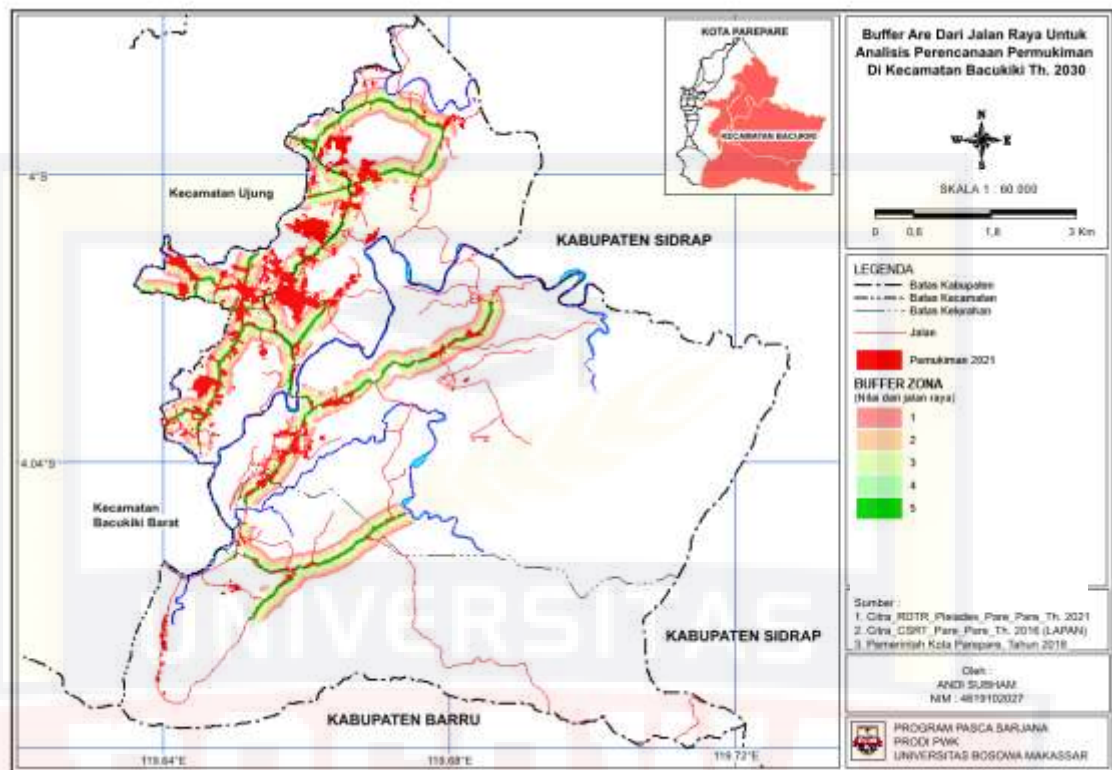 Buffer Are Dari Jalan Raya Untuk
Analisis Perencanaan Permukiman
Di Kecamatan Bacukiki Th. 2030
N
W E
S
SKALA 1 : 60 000
0 0,6 1,8 3 Km
KOTA PAREPARE
KECAMATAN BACUKIKI
4°S
Kecamatan Ujung
KABUPATEN SIDRAP
4.04°S
Kecamatan
Bacukiki Barat
KABUPATEN SIDRAP
KABUPATEN BARRU
119.64°E 119.68°E 119.72°E
UNIVERSITAS
LEGENDA
Batas Kabupaten
Batas Kecamatan
Batas Kelurahan
Jalan
Pemukiman 2021
BUFFER ZONA
(Nilai dari jalan raya)
1
2
3
4
5
Sumber :
1. Citra_RDTR_Pleiades_Pare_Pare_Th. 2021
2. Citra_CSRT_Pare_Pare_Th. 2016 (LAPAN)
3. Pemerintah Kota Parepare, Tahun 2018
Oleh :
ANDI SUBHAM
NIM : 4619102027
PROGRAM PASCA SARJANA
PRODI PWK
UNIVERSITAS BOSOWA MAKASSAR